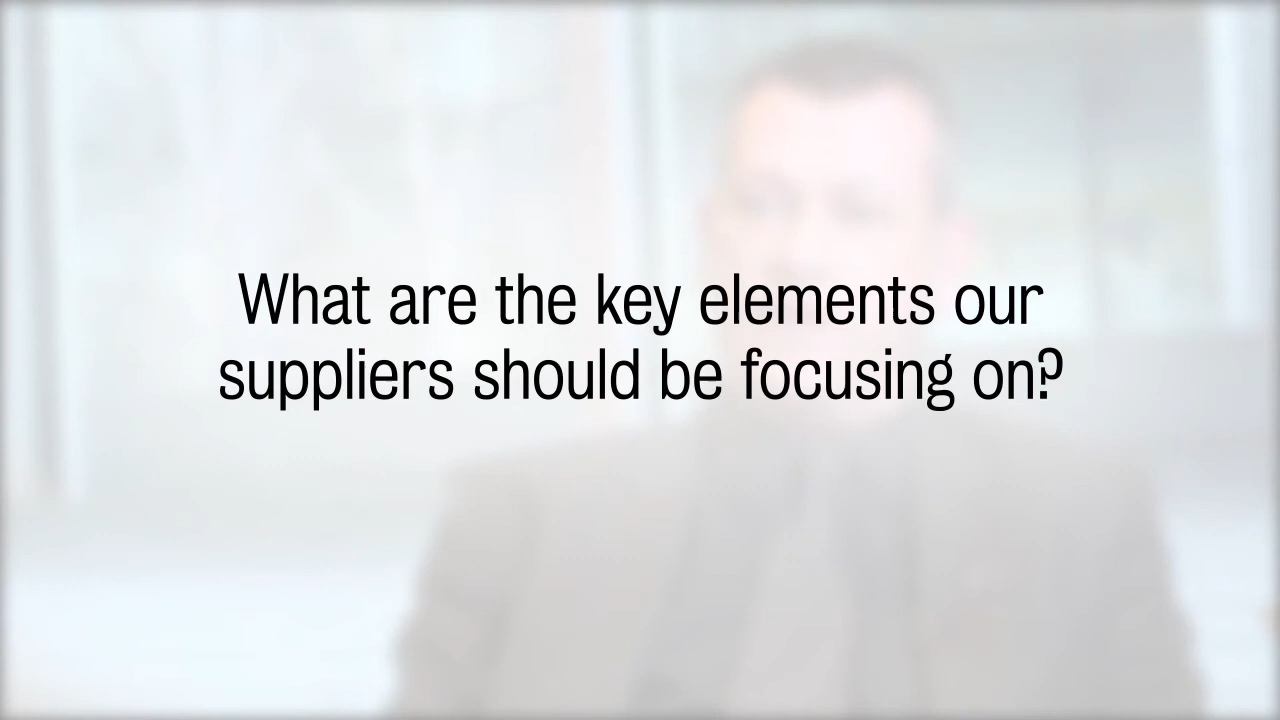 What are the key elements our
suppliers should be focusing on?